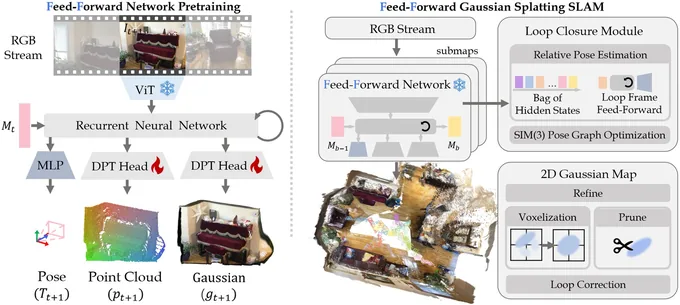 Feed-Forward Network Pretraining
RGB
Stream
I_{t+1}
ViT
M_t
Recurrent Neural Network
MLP
DPT Head
DPT Head
Pose
(T_{t+1})
Point Cloud
(p_{t+1})
Gaussian
(g_{t+1})
Feed-Forward Gaussian Splatting SLAM
RGB Stream
submaps
Feed-Forward Network
M_{b-1}
M_b
Loop Closure Module
Relative Pose Estimation
...
Bag of
Hidden States
Loop Frame
Feed-Forward
SIM(3) Pose Graph Optimization
2D Gaussian Map
Refine
Voxelization
Prune
Loop Correction